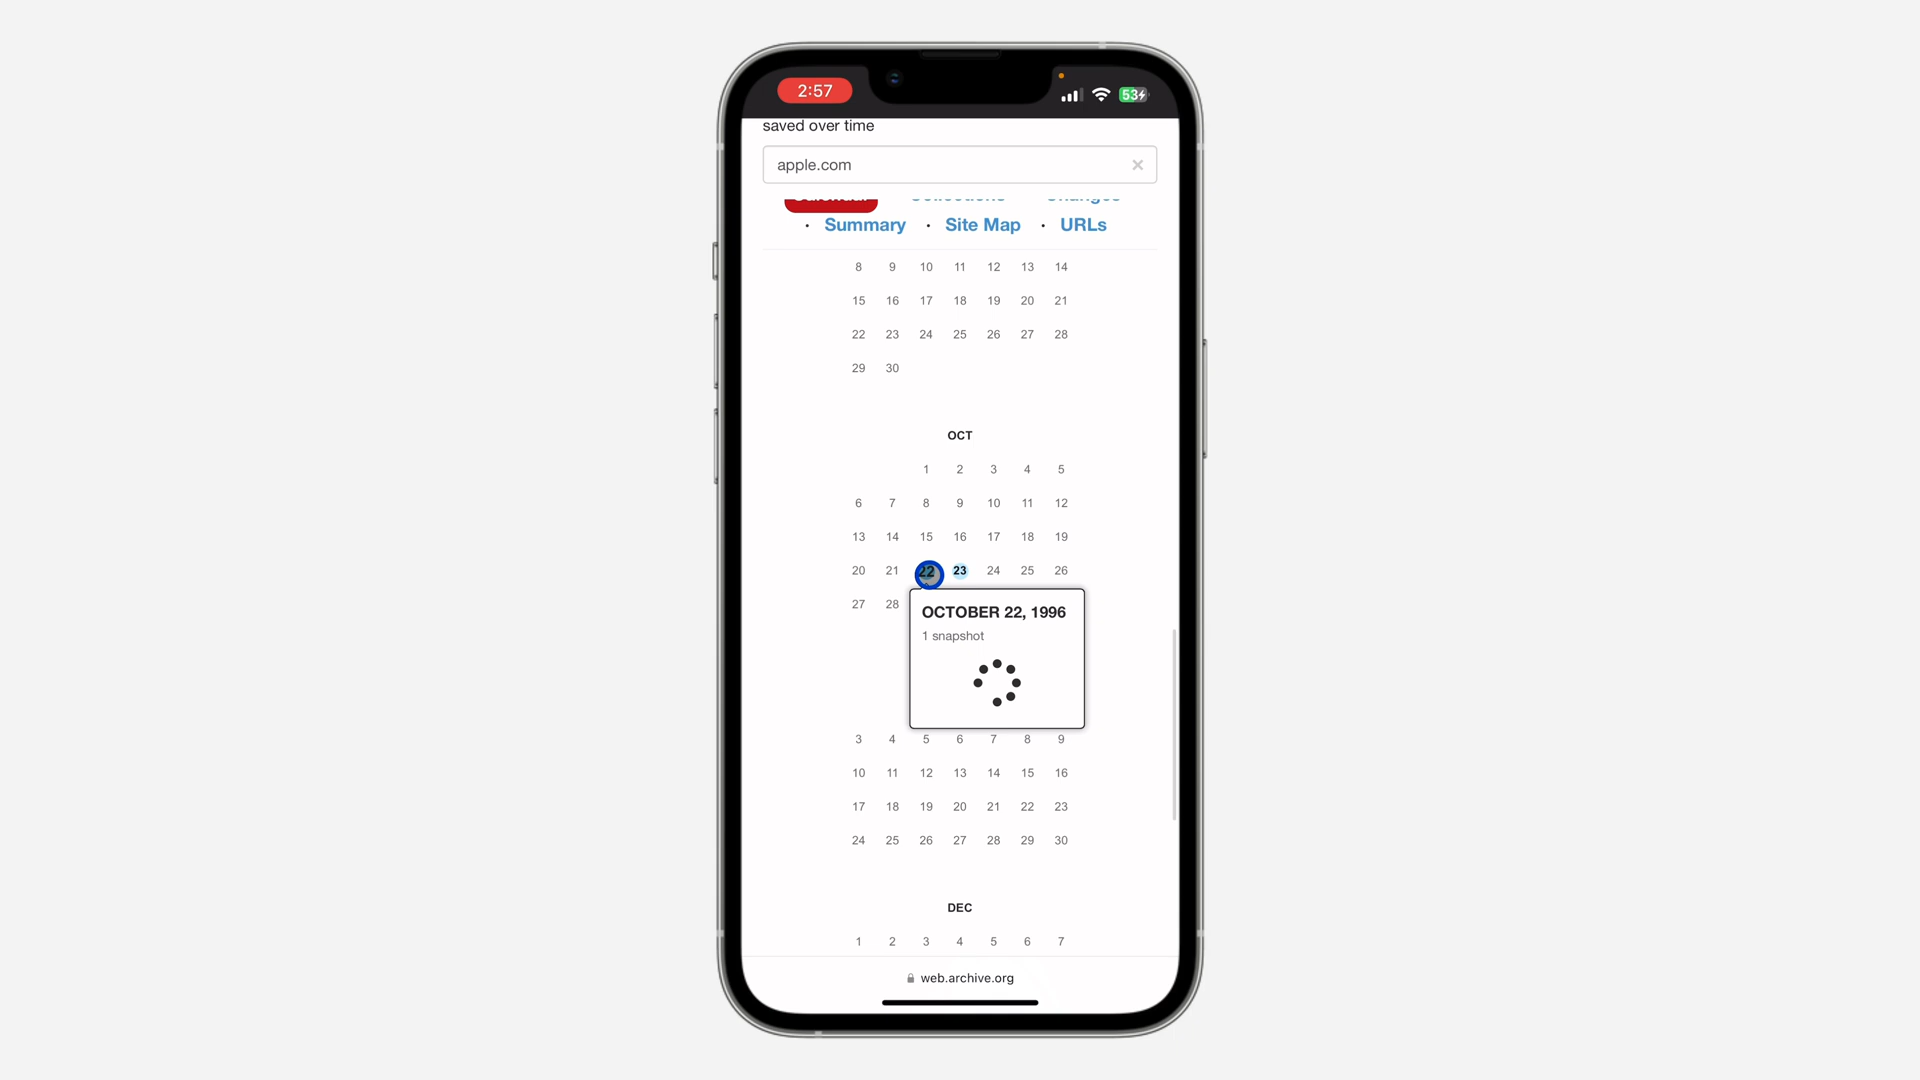 2:57
53
saved over time
apple.com
Calendar Collections Changes
· Summary · Site Map · URLs
8 9 10 11 12 13 14
15 16 17 18 19 20 21
22 23 24 25 26 27 28
29 30
OCT
1 2 3 4 5
6 7 8 9 10 11 12
13 14 15 16 17 18 19
20 21 22 23 24 25 26
27 28
OCTOBER 22, 1996
1 snapshot
3 4 5 6 7 8 9
10 11 12 13 14 15 16
17 18 19 20 21 22 23
24 25 26 27 28 29 30
DEC
1 2 3 4 5 6 7
web.archive.org